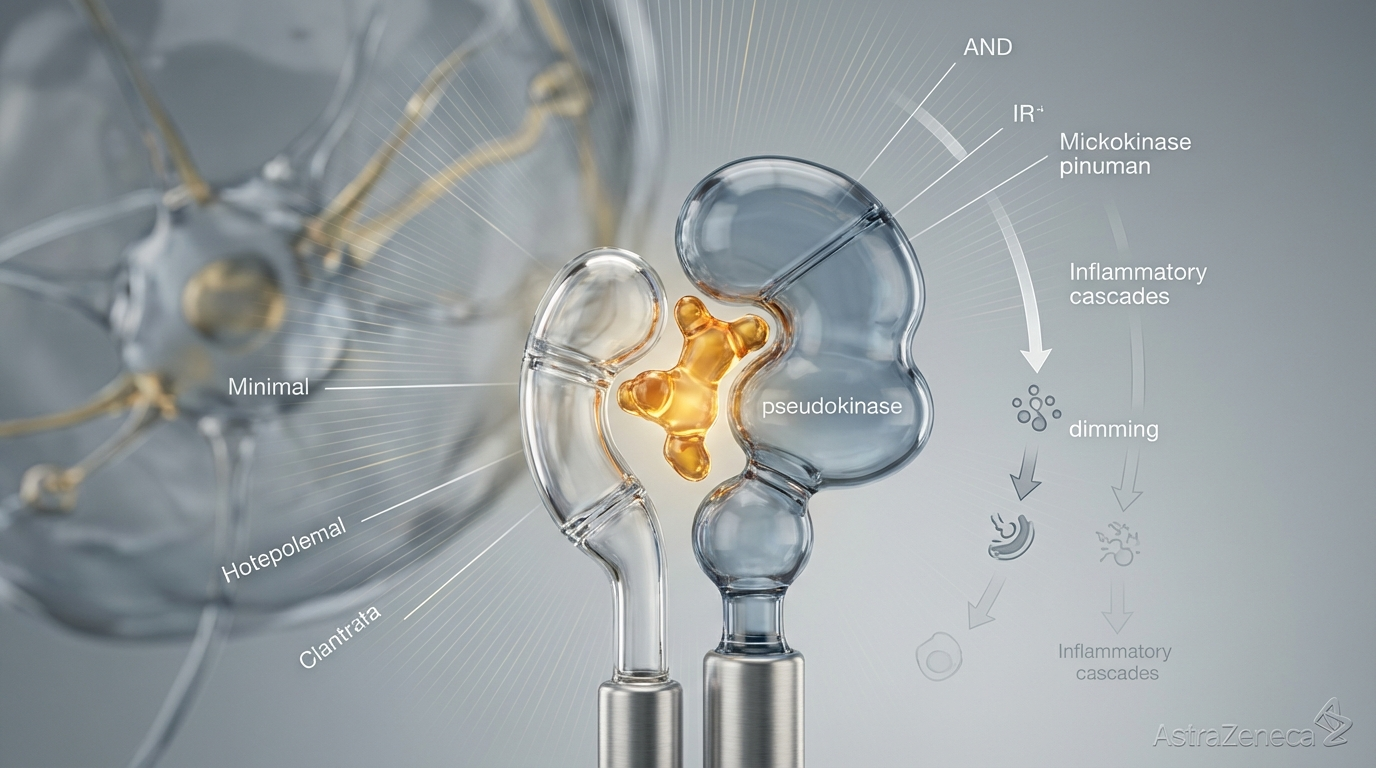 AND
IR⁺
Mickokinase
pinuman
Inflammatory
cascades
Minimal
pseudokinase
dimming
Hotepolemal
Clantrata
Inflammatory
cascades
AstraZeneca